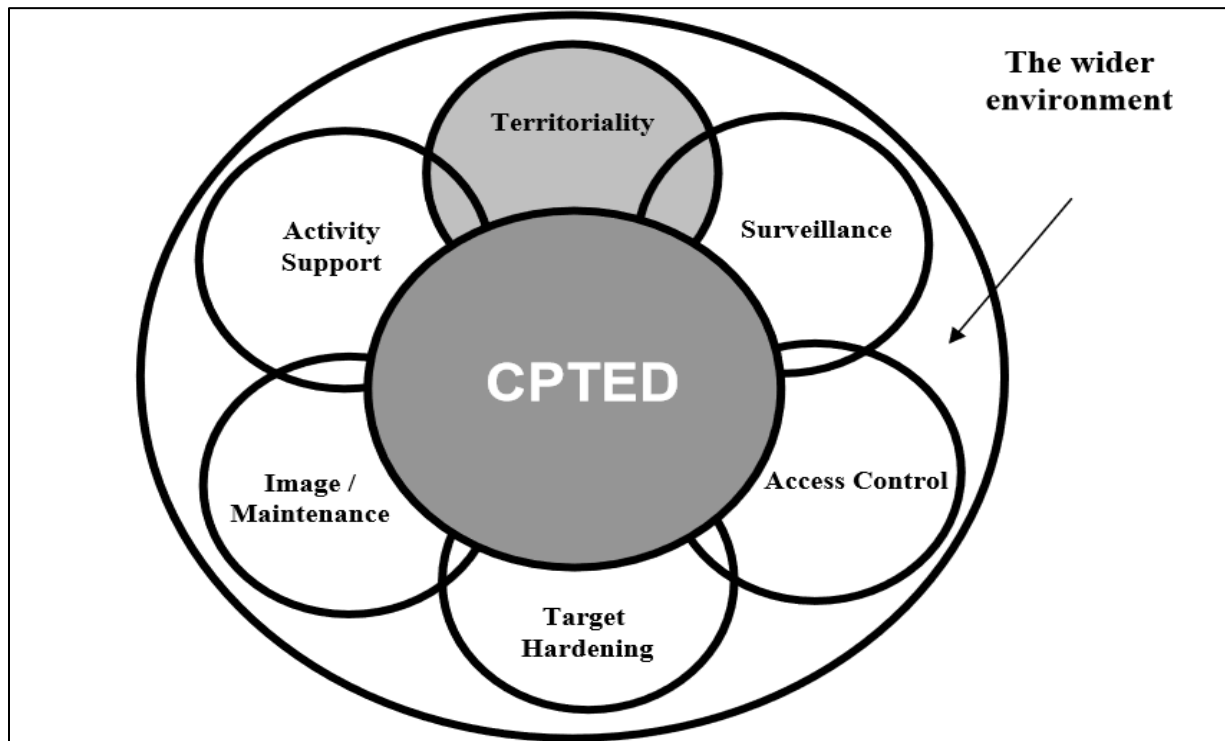 The wider
environment
Territoriality
Surveillance
Activity
Support
CPTED
Access Control
Image /
Maintenance
Target
Hardening